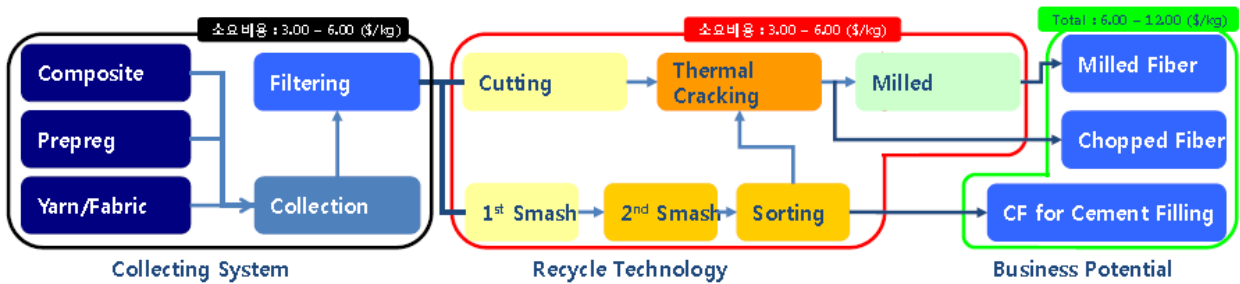 소요비용 : 3.00 – 6.00 ($/kg)
소요비용 : 3.00 – 6.00 ($/kg)
Total : 6.00 – 12.00 ($/kg)
Composite
Filtering
Cutting
Thermal
Cracking
Milled
Milled Fiber
Prepreg
Chopped Fiber
Yarn/Fabric
Collection
1st Smash
2nd Smash
Sorting
CF for Cement Filling
Collecting System
Recycle Technology
Business Potential